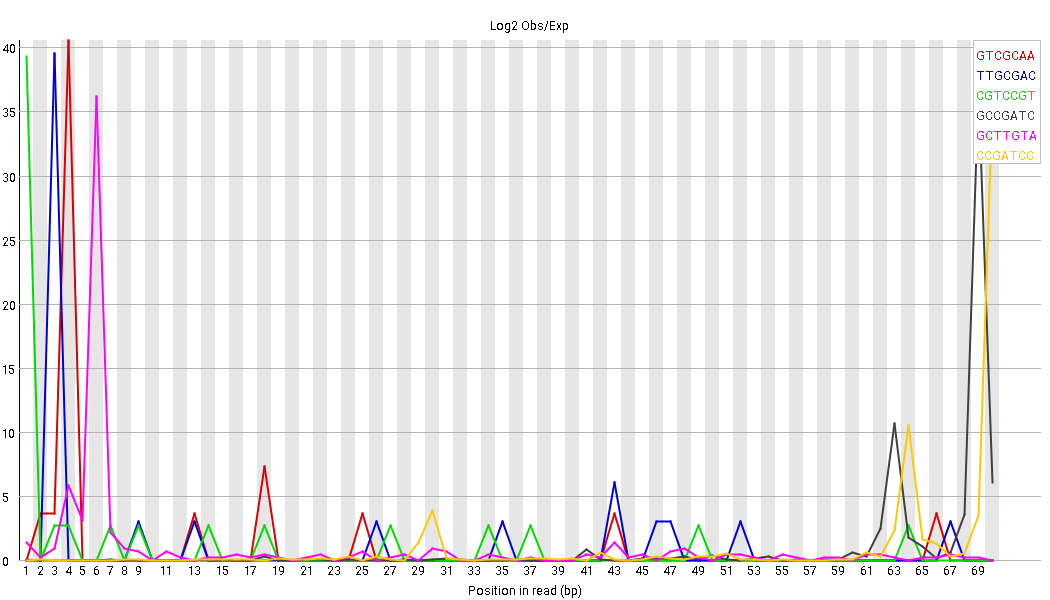 Log2 Obs/Exp
40
35
30
25
20
15
10
5
0
GTCGCAA
TTGCGAC
CGTCCGT
GCCGATC
GCTTGTA
CCGATCC
1 2 3 4 5 6 7 8 9 11 13 15 17 19 21 23 25 27 29 31 33 35 37 39 41 43 45 47 49 51 53 55 57 59 61 63 65 67 69
Position in read (bp)